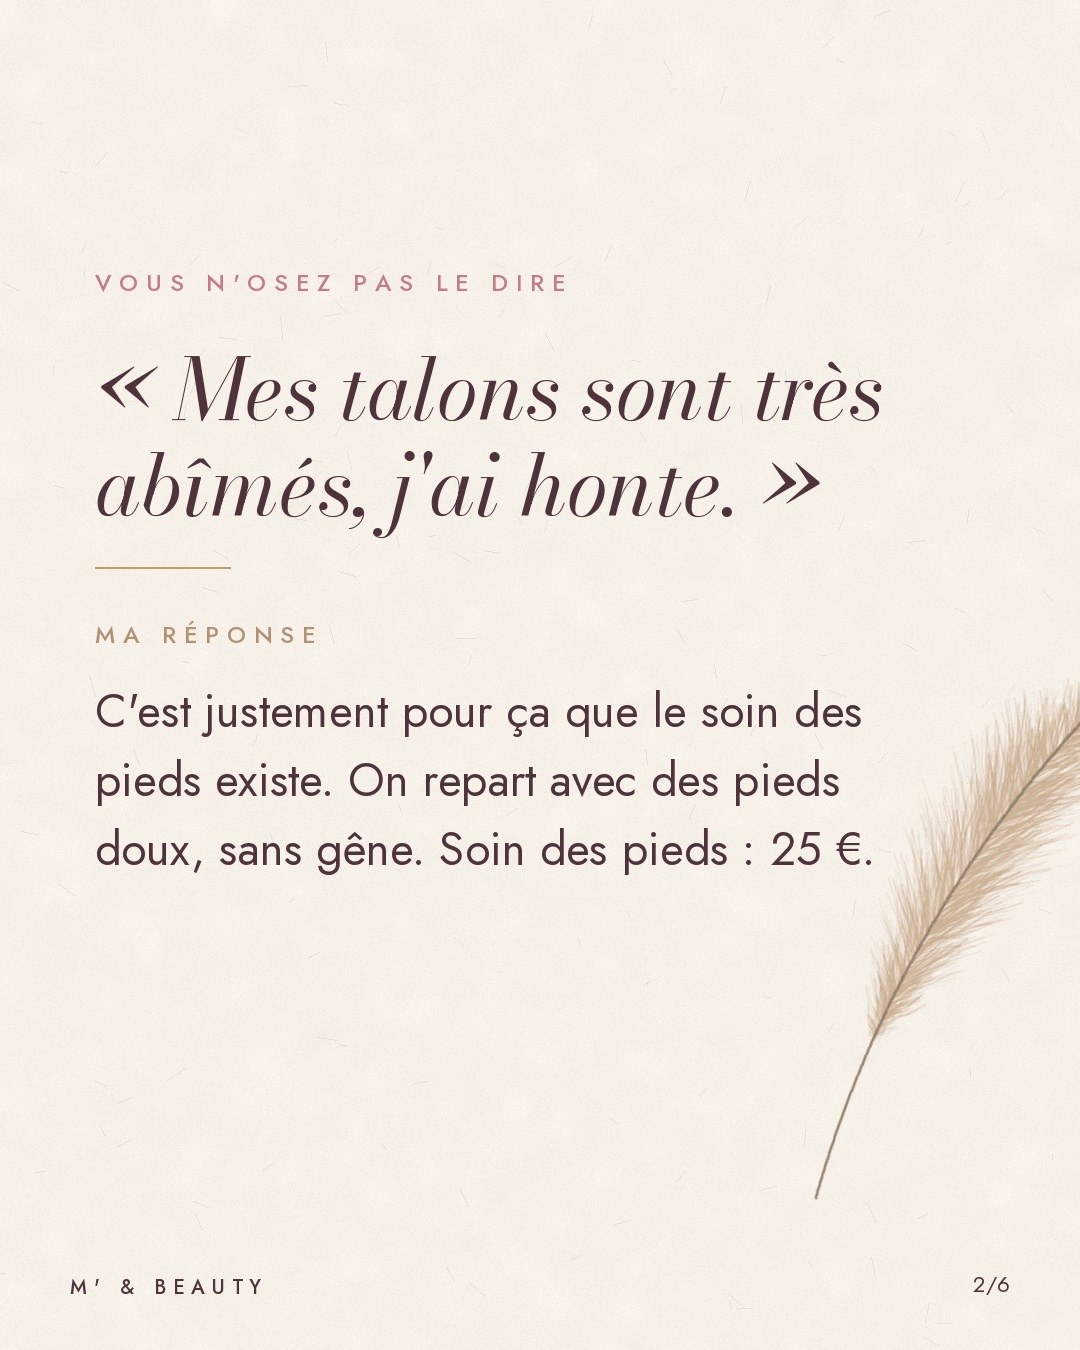 VOUS N'OSEZ PAS LE DIRE
« Mes talons sont très
abîmés, j'ai honte. »
MA RÉPONSE
C'est justement pour ça que le soin des
pieds existe. On repart avec des pieds
doux, sans gêne. Soin des pieds : 25 €.
M' & BEAUTY
2/6